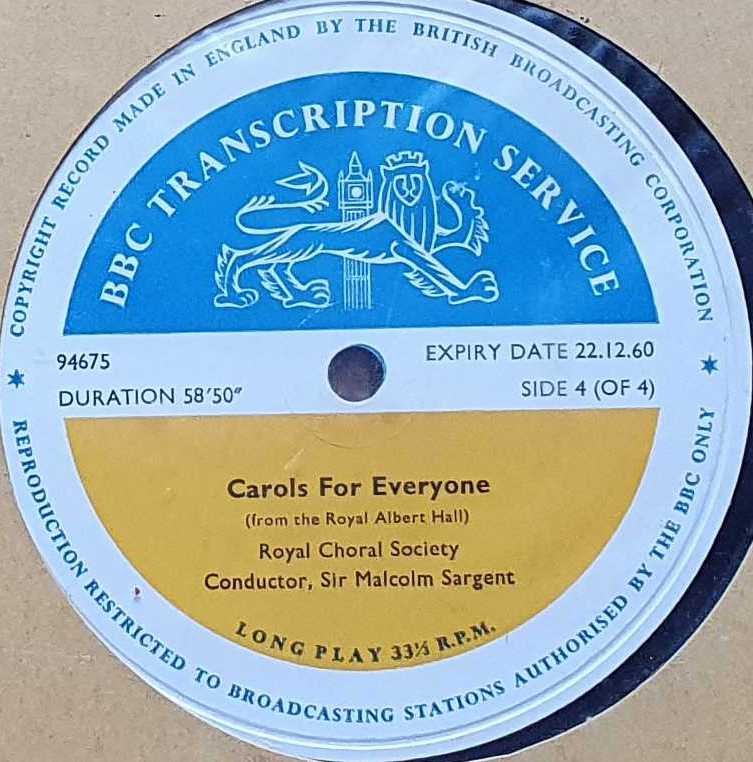 COPYRIGHT RECORD MADE IN ENGLAND BY THE BRITISH BROADCASTING CORPORATION
BBC TRANSCRIPTION SERVICE
94675
EXPIRY DATE 22.12.60
DURATION 58'50"
SIDE 4 (OF 4)
Carols For Everyone
(from the Royal Albert Hall)
Royal Choral Society
Conductor, Sir Malcolm Sargent
LONG PLAY 33⅓ R.P.M.
REPRODUCTION RESTRICTED TO BROADCASTING STATIONS AUTHORISED BY THE BBC ONLY